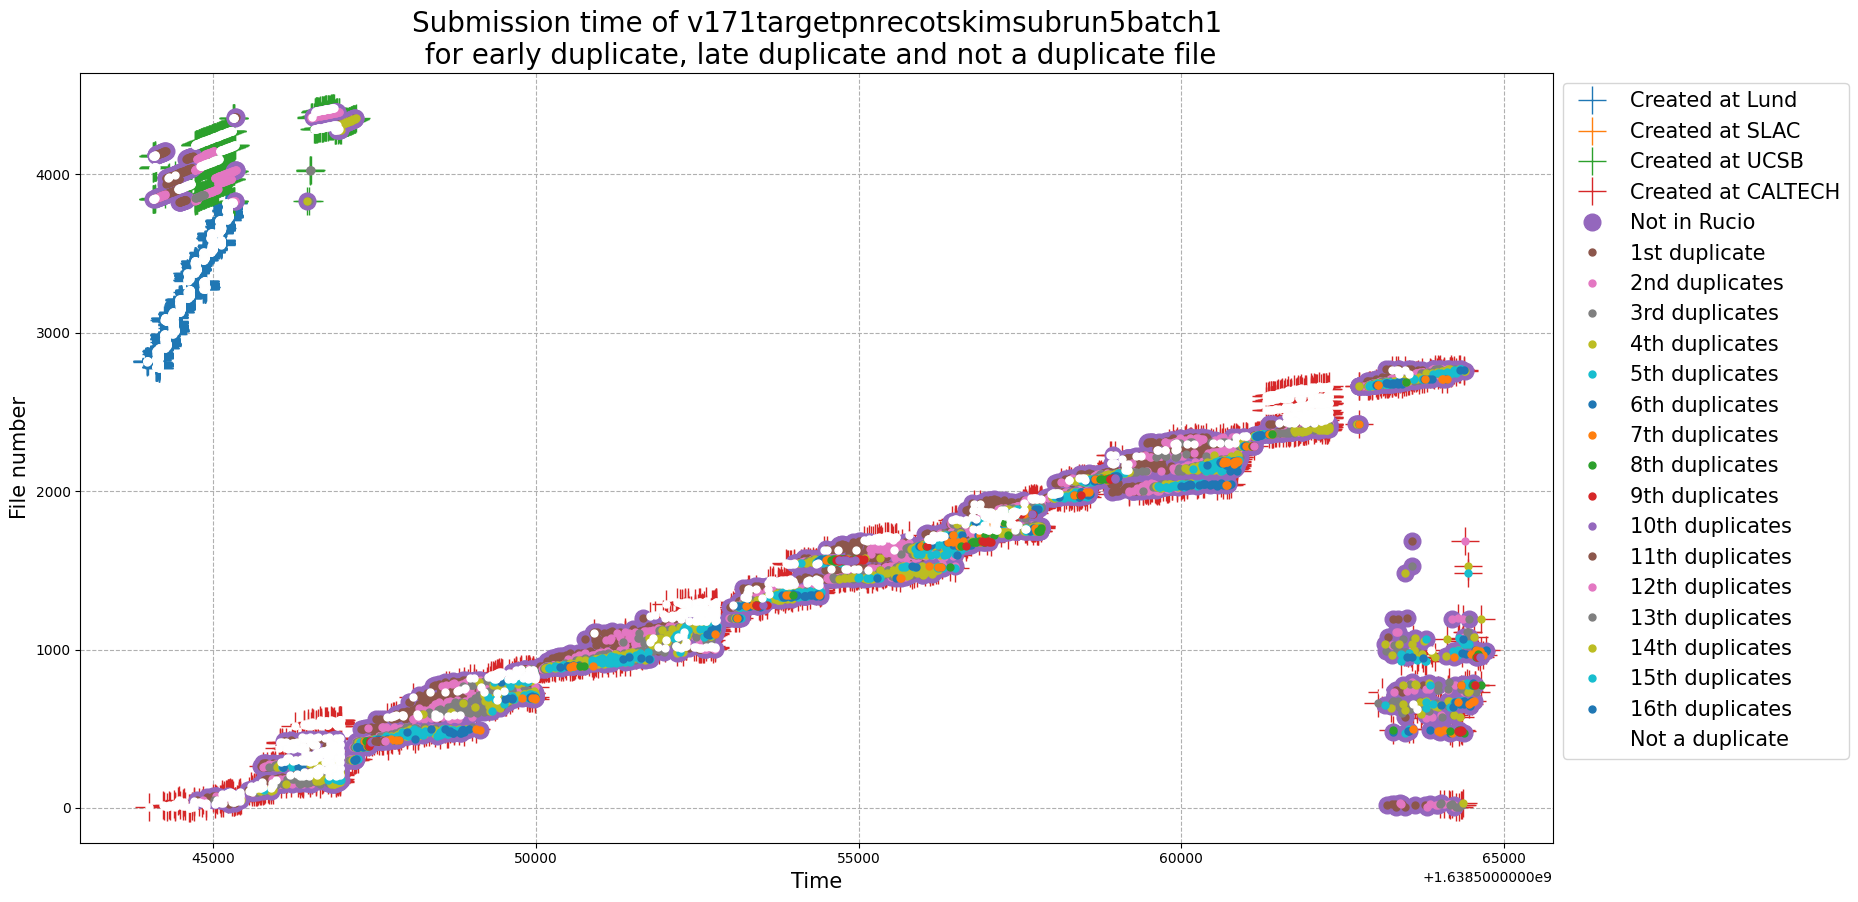 Submission time of v171targetpnrecotskimsubrun5batch1
for early duplicate, late duplicate and not a duplicate file
File number
4000
3000
2000
1000
0
45000
50000
55000
60000
65000
+1.6385000000e9
Time
Created at Lund
Created at SLAC
Created at UCSB
Created at CALTECH
Not in Rucio
1st duplicate
2nd duplicates
3rd duplicates
4th duplicates
5th duplicates
6th duplicates
7th duplicates
8th duplicates
9th duplicates
10th duplicates
11th duplicates
12th duplicates
13th duplicates
14th duplicates
15th duplicates
16th duplicates
Not a duplicate